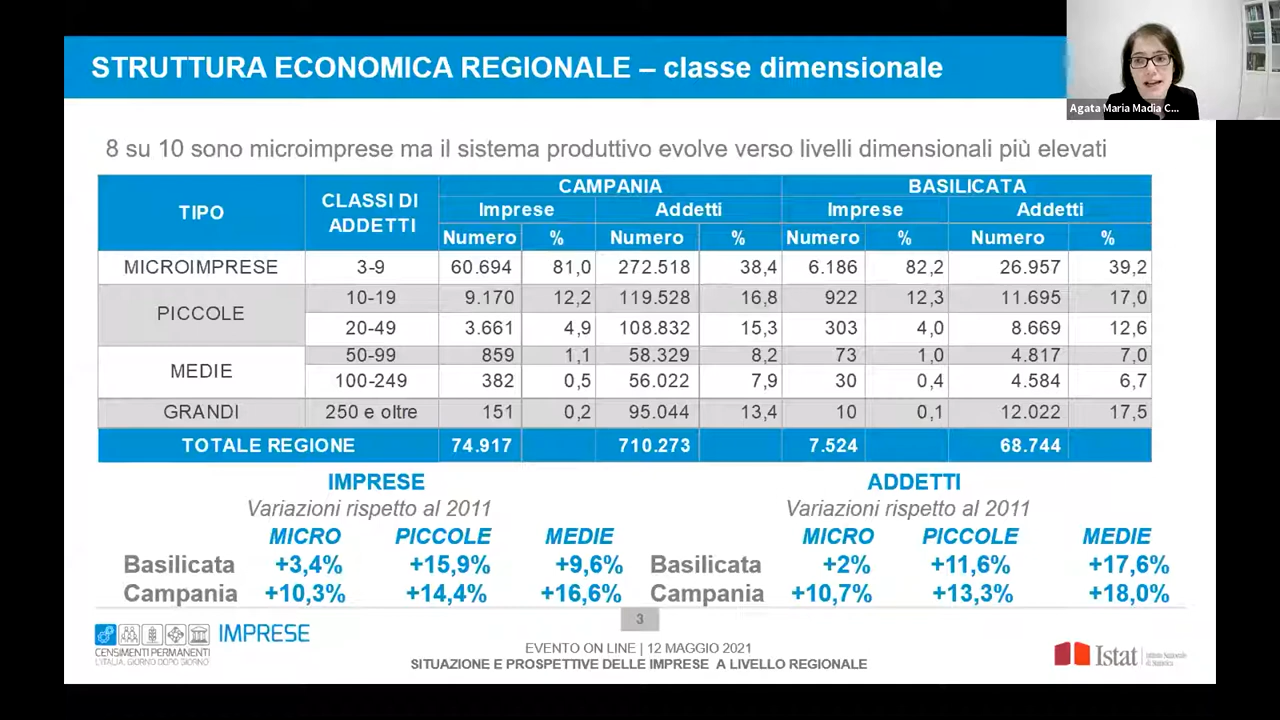 STRUTTURA ECONOMICA REGIONALE – classe dimensionale
Agata Maria Madia C...
8 su 10 sono microimprese ma il sistema produttivo evolve verso livelli dimensionali più elevati
TIPO CLASSI DI ADDETTI CAMPANIA BASILICATA
Imprese Addetti Imprese Addetti
Numero % Numero % Numero % Numero %
MICROIMPRESE 3-9 60.694 81,0 272.518 38,4 6.186 82,2 26.957 39,2
PICCOLE 10-19 9.170 12,2 119.528 16,8 922 12,3 11.695 17,0
20-49 3.661 4,9 108.832 15,3 303 4,0 8.669 12,6
MEDIE 50-99 859 1,1 58.329 8,2 73 1,0 4.817 7,0
100-249 382 0,5 56.022 7,9 30 0,4 4.584 6,7
GRANDI 250 e oltre 151 0,2 95.044 13,4 10 0,1 12.022 17,5
TOTALE REGIONE 74.917 710.273 7.524 68.744
IMPRESE
Variazioni rispetto al 2011
MICRO PICCOLE MEDIE
Basilicata +3,4% +15,9% +9,6%
Campania +10,3% +14,4% +16,6%
ADDETTI
Variazioni rispetto al 2011
MICRO PICCOLE MEDIE
Basilicata +2% +11,6% +17,6%
Campania +10,7% +13,3% +18,0%
3
IMPRESE
CENSIMENTI PERMANENTI
L'ITALIA, GIORNO DOPO GIORNO
EVENTO ON LINE | 12 MAGGIO 2021
SITUAZIONE E PROSPETTIVE DELLE IMPRESE A LIVELLO REGIONALE
Istat